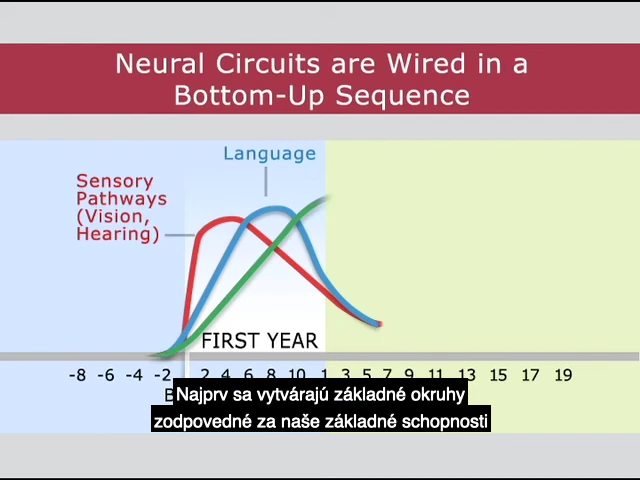 Neural Circuits are Wired in a
Bottom-Up Sequence
Language
Sensory
Pathways
(Vision,
Hearing)
FIRST YEAR
-8 -6 -4 -2 2 4 6 8 10 1 3 5 7 9 11 13 15 17 19
Najprv sa vytvárajú základné okruhy
zodpovedné za naše základné schopnosti